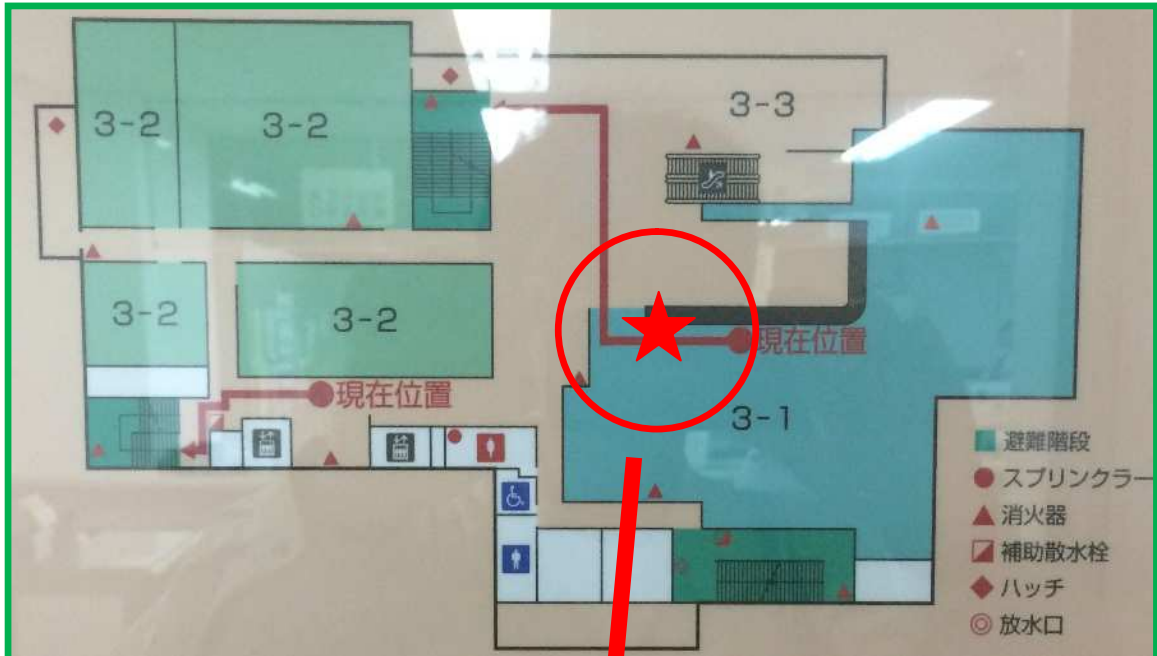 3-2
3-2
3-3
3-2
3-2
現在位置
現在位置
3-1
避難階段
スプリンクラー
消火器
補助散水栓
ハッチ
放水口